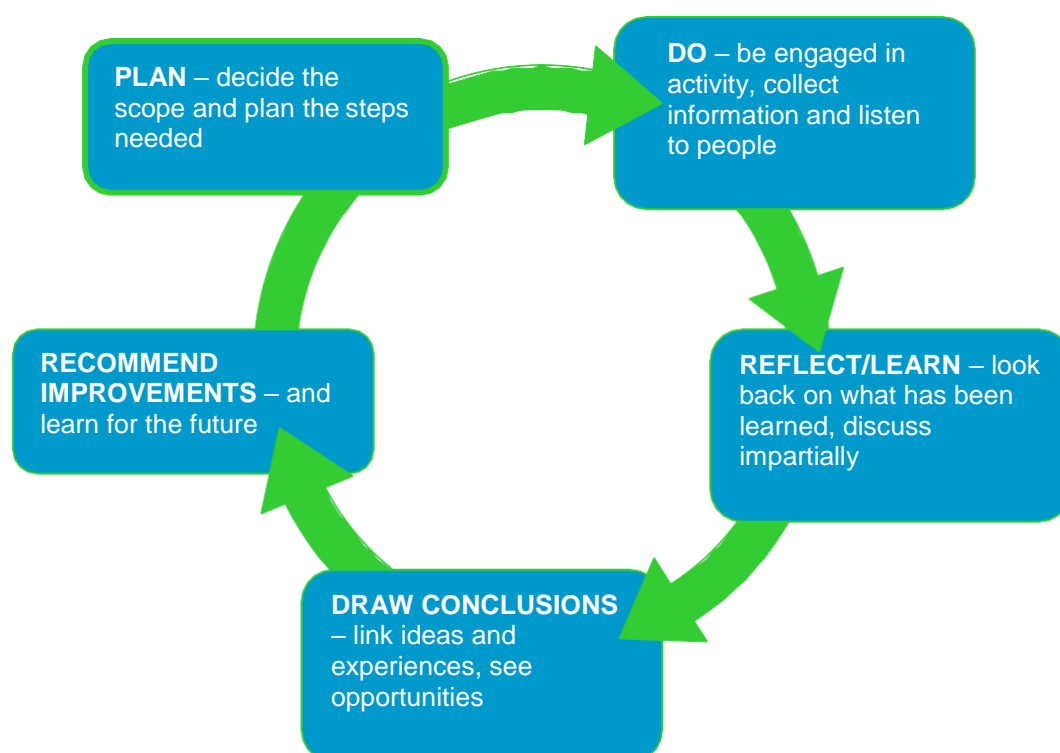 PLAN – decide the
scope and plan the steps
needed
DO – be engaged in
activity, collect
information and listen
to people
REFLECT/LEARN – look
back on what has been
learned, discuss
impartially
DRAW CONCLUSIONS
– link ideas and
experiences, see
opportunities
RECOMMEND
IMPROVEMENTS – and
learn for the future